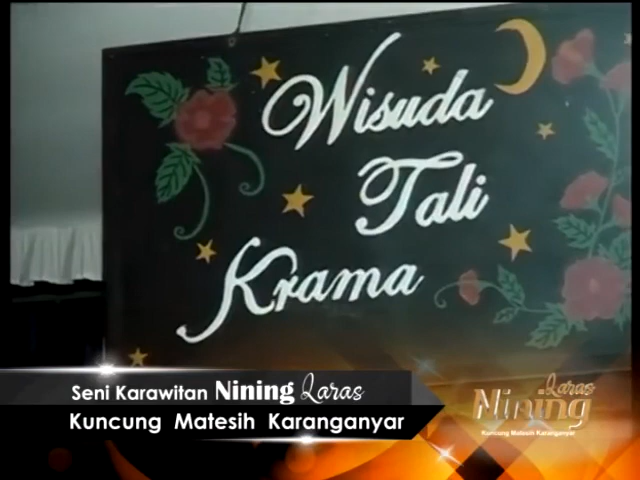 Wisuda
Tali
Krama
Seni Karawitan Nining Laras
Kuncung Matesih Karanganyar
Laras
Nining
Kuncung Matesih Karanganyar